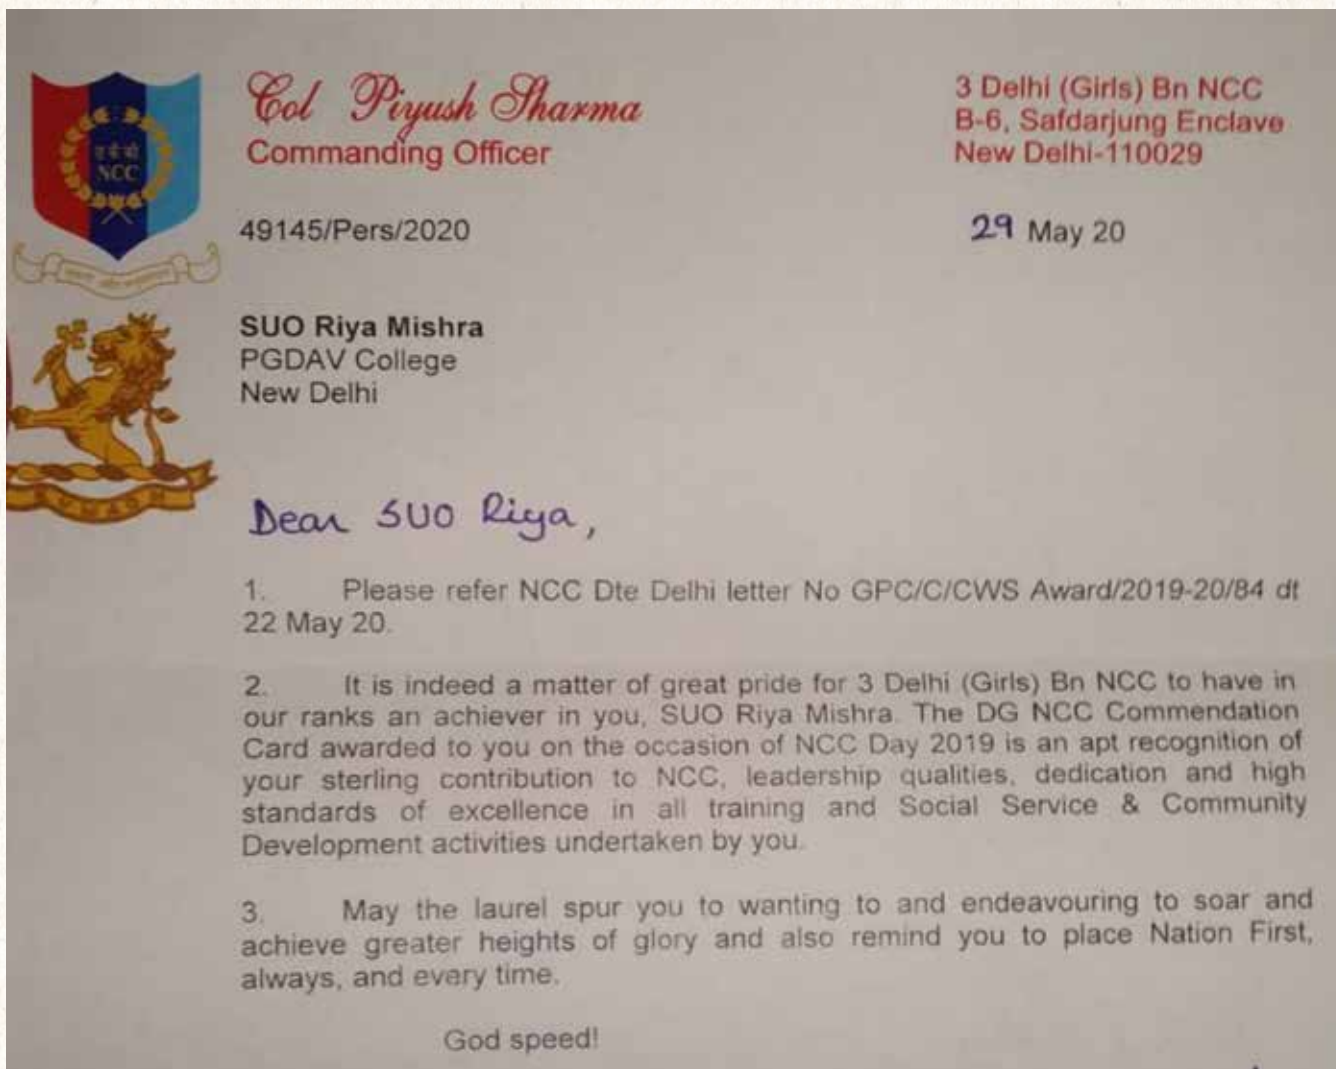 Col Piyush Sharma
Commanding Officer
3 Delhi (Girls) Bn NCC
B-6, Safdarjung Enclave
New Delhi-110029
एन सी सी
NCC
49145/Pers/2020
29 May 20
SUO Riya Mishra
PGDAV College
New Delhi
Dear SUO Riya,
1. Please refer NCC Dte Delhi letter No GPC/C/CWS Award/2019-20/84 dt
22 May 20.
2. It is indeed a matter of great pride for 3 Delhi (Girls) Bn NCC to have in
our ranks an achiever in you, SUO Riya Mishra. The DG NCC Commendation
Card awarded to you on the occasion of NCC Day 2019 is an apt recognition of
your sterling contribution to NCC, leadership qualities, dedication and high
standards of excellence in all training and Social Service & Community
Development activities undertaken by you.
3. May the laurel spur you to wanting to and endeavouring to soar and
achieve greater heights of glory and also remind you to place Nation First,
always, and every time.
God speed!